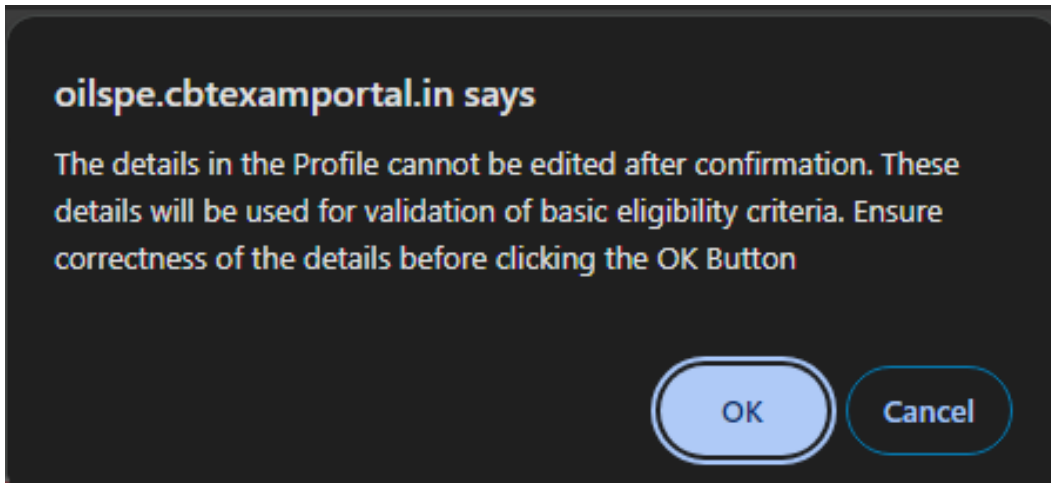 oilspe.cbtexamportal.in says
The details in the Profile cannot be edited after confirmation. These
details will be used for validation of basic eligibility criteria. Ensure
correctness of the details before clicking the OK Button
OK
Cancel